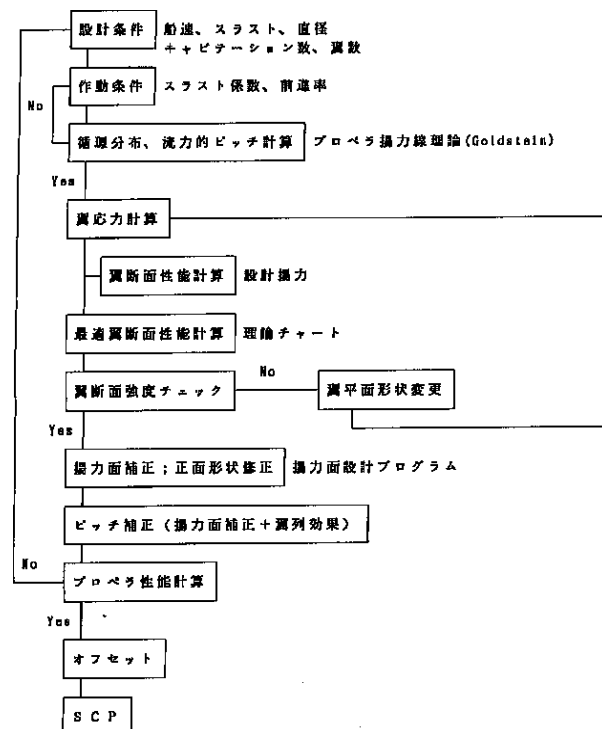 設計条件 船速、スラスト、直径
キャビテーション数、翼数
作動条件 スラスト係数、前進率
No
循環分布、流力的ピッチ計算 プロペラ揚力線理論(Goldstein)
Yes
翼応力計算
翼断面性能計算 設計揚力
最適翼断面性能計算 理論チャート
No
翼断面強度チェック 翼平面形状変更
Yes
揚力面補正;正面形状修正 揚力面設計プログラム
ピッチ補正(揚力面補正+翼列効果)
No
プロペラ性能計算
Yes
オフセット
SCP